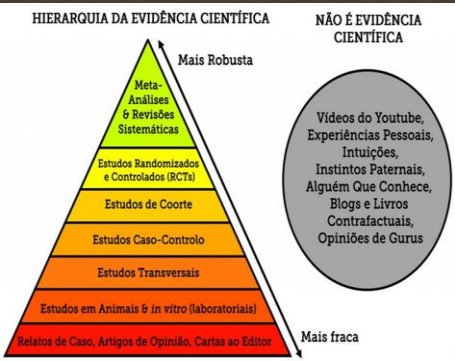 HIERARQUIA DA EVIDÊNCIA CIENTÍFICA
Mais Robusta
Meta-
Análises
& Revisões
Sistemáticas
Estudos Randomizados
e Controlados (RCTs)
Estudos de Coorte
Estudos Caso-Controlo
Estudos Transversais
Estudos em Animais & in vitro (laboratoriais)
Relatos de Caso, Artigos de Opinião, Cartas ao Editor
Mais fraca
NÃO É EVIDÊNCIA
CIENTÍFICA
Vídeos do Youtube,
Experiências Pessoais,
Intuições,
Instintos Paternais,
Alguém Que Conhece,
Blogs e Livros
Contrafactuais,
Opiniões de Gurus